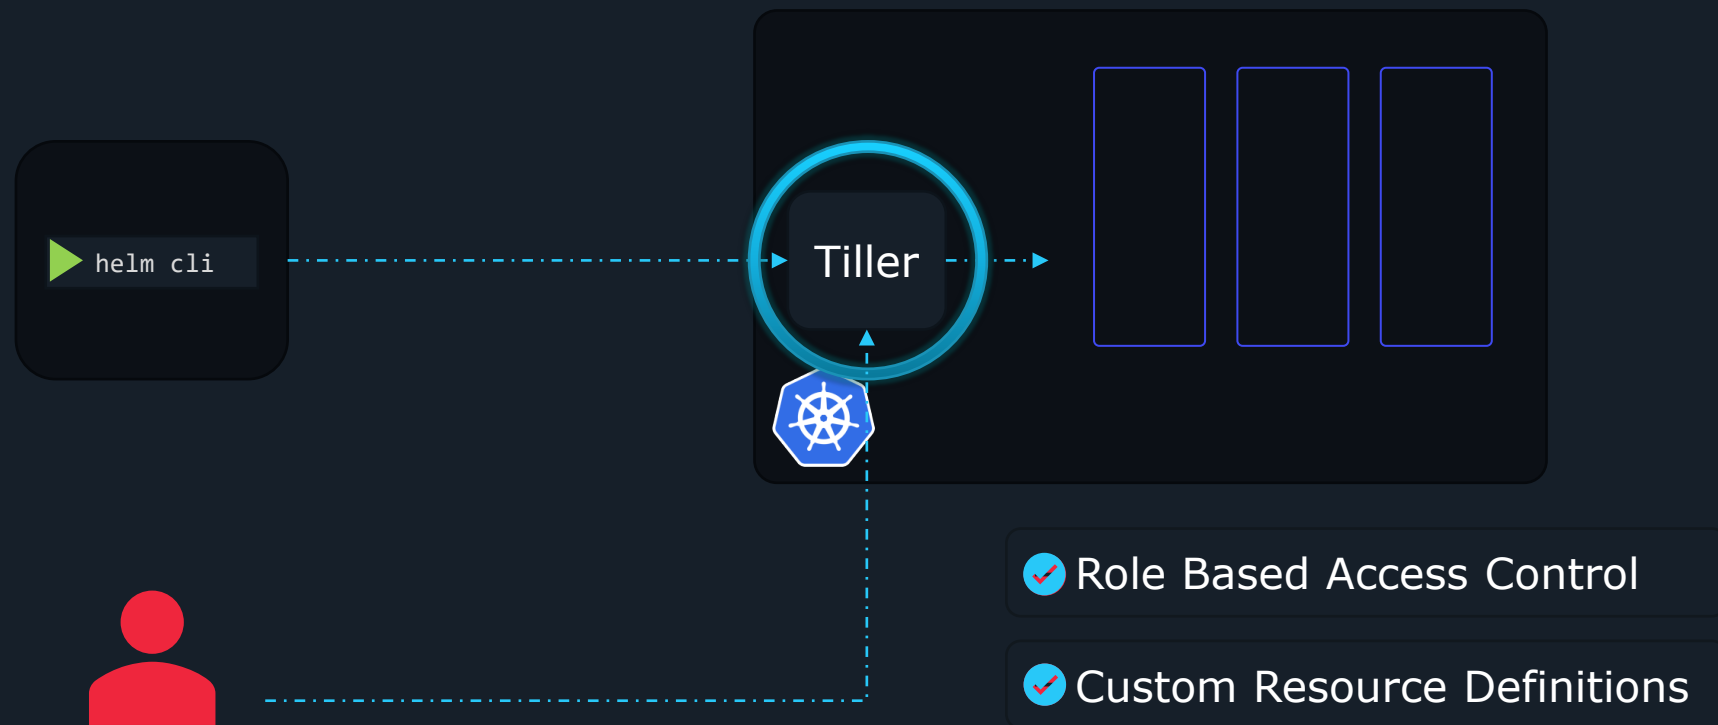 helm cli
Tiller
Role Based Access Control
Custom Resource Definitions